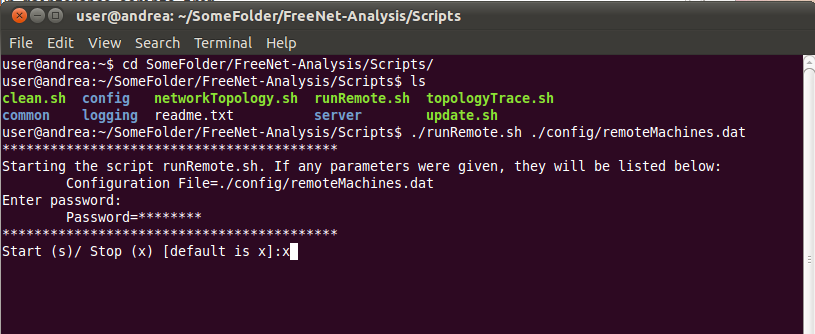 user@andrea: ~/SomeFolder/FreeNet-Analysis/Scripts
File Edit View Search Terminal Help
user@andrea:~$ cd SomeFolder/FreeNet-Analysis/Scripts/
user@andrea:~/SomeFolder/FreeNet-Analysis/Scripts$ ls
clean.sh config networkTopology.sh runRemote.sh topologyTrace.sh
common logging readme.txt server update.sh
user@andrea:~/SomeFolder/FreeNet-Analysis/Scripts$ ./runRemote.sh ./config/remoteMachines.dat
******************************************
Starting the script runRemote.sh. If any parameters were given, they will be listed below:
Configuration File=./config/remoteMachines.dat
Enter password:
Password=********
******************************************
Start (s)/ Stop (x) [default is x]:x